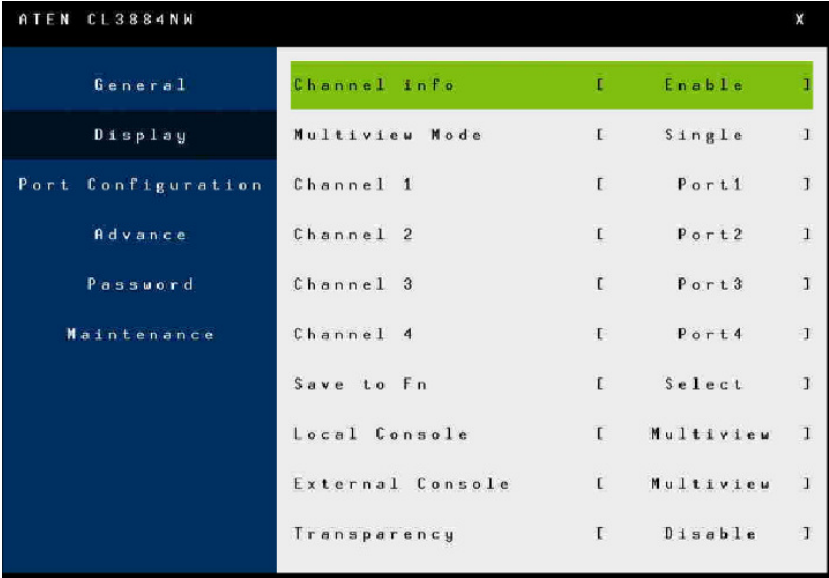 ATEN CL3884NW X
General
Display
Port Configuration
Advance
Password
Maintenance
Channel info [ Enable ]
Multiview Mode [ Single ]
Channel 1 [ Port1 ]
Channel 2 [ Port2 ]
Channel 3 [ Port3 ]
Channel 4 [ Port4 ]
Save to Fn [ Select ]
Local Console [ Multiview ]
External Console [ Multiview ]
Transparency [ Disable ]